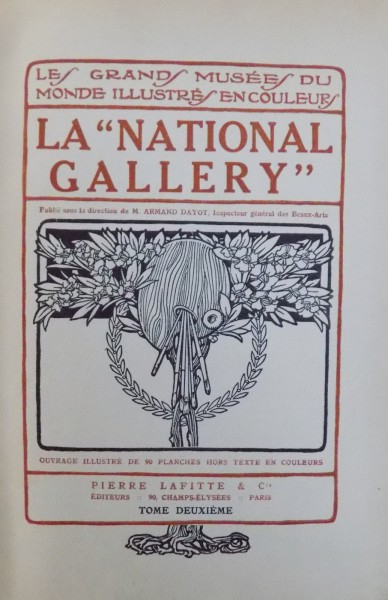 LES GRANDS MUSÉES DU
MONDE ILLUSTRÉS EN COULEURS
LA "NATIONAL
GALLERY"
Publié sous la direction de M. ARMAND DAYOT, Inspecteur général des Beaux-Arts
OUVRAGE ILLUSTRÉ DE 90 PLANCHES HORS TEXTE EN COULEURS
PIERRE LAFITTE & Cie
ÉDITEURS :: 90, CHAMPS-ÉLYSÉES :: PARIS
TOME DEUXIÈME